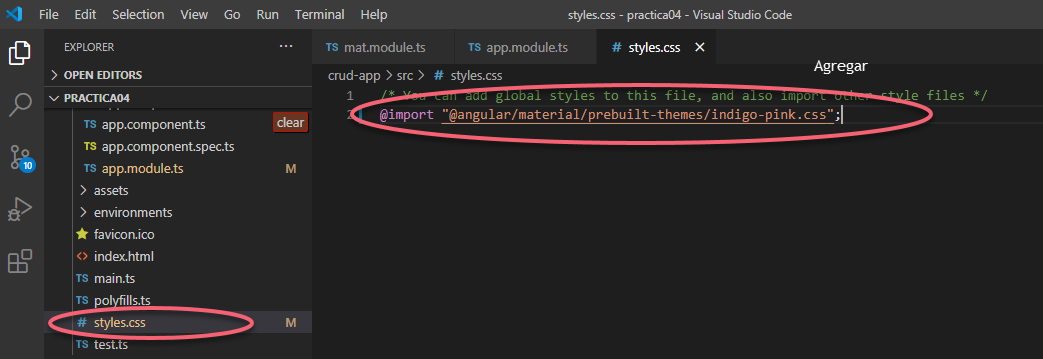 File Edit Selection View Go Run Terminal Help styles.css - practica04 - Visual Studio Code
EXPLORER ···
mat.module.ts app.module.ts # styles.css ×
OPEN EDITORS
PRACTICA04
TS app.component.ts
clear
TS app.component.spec.ts
TS app.module.ts M
assets
environments
favicon.ico
<> index.html
TS main.ts
TS polyfills.ts
# styles.css M
TS test.ts
10
crud-app > src > # styles.css
Agregar
1 /* You can add global styles to this file, and also import other style files */
2 @import "@angular/material/prebuilt-themes/indigo-pink.css";